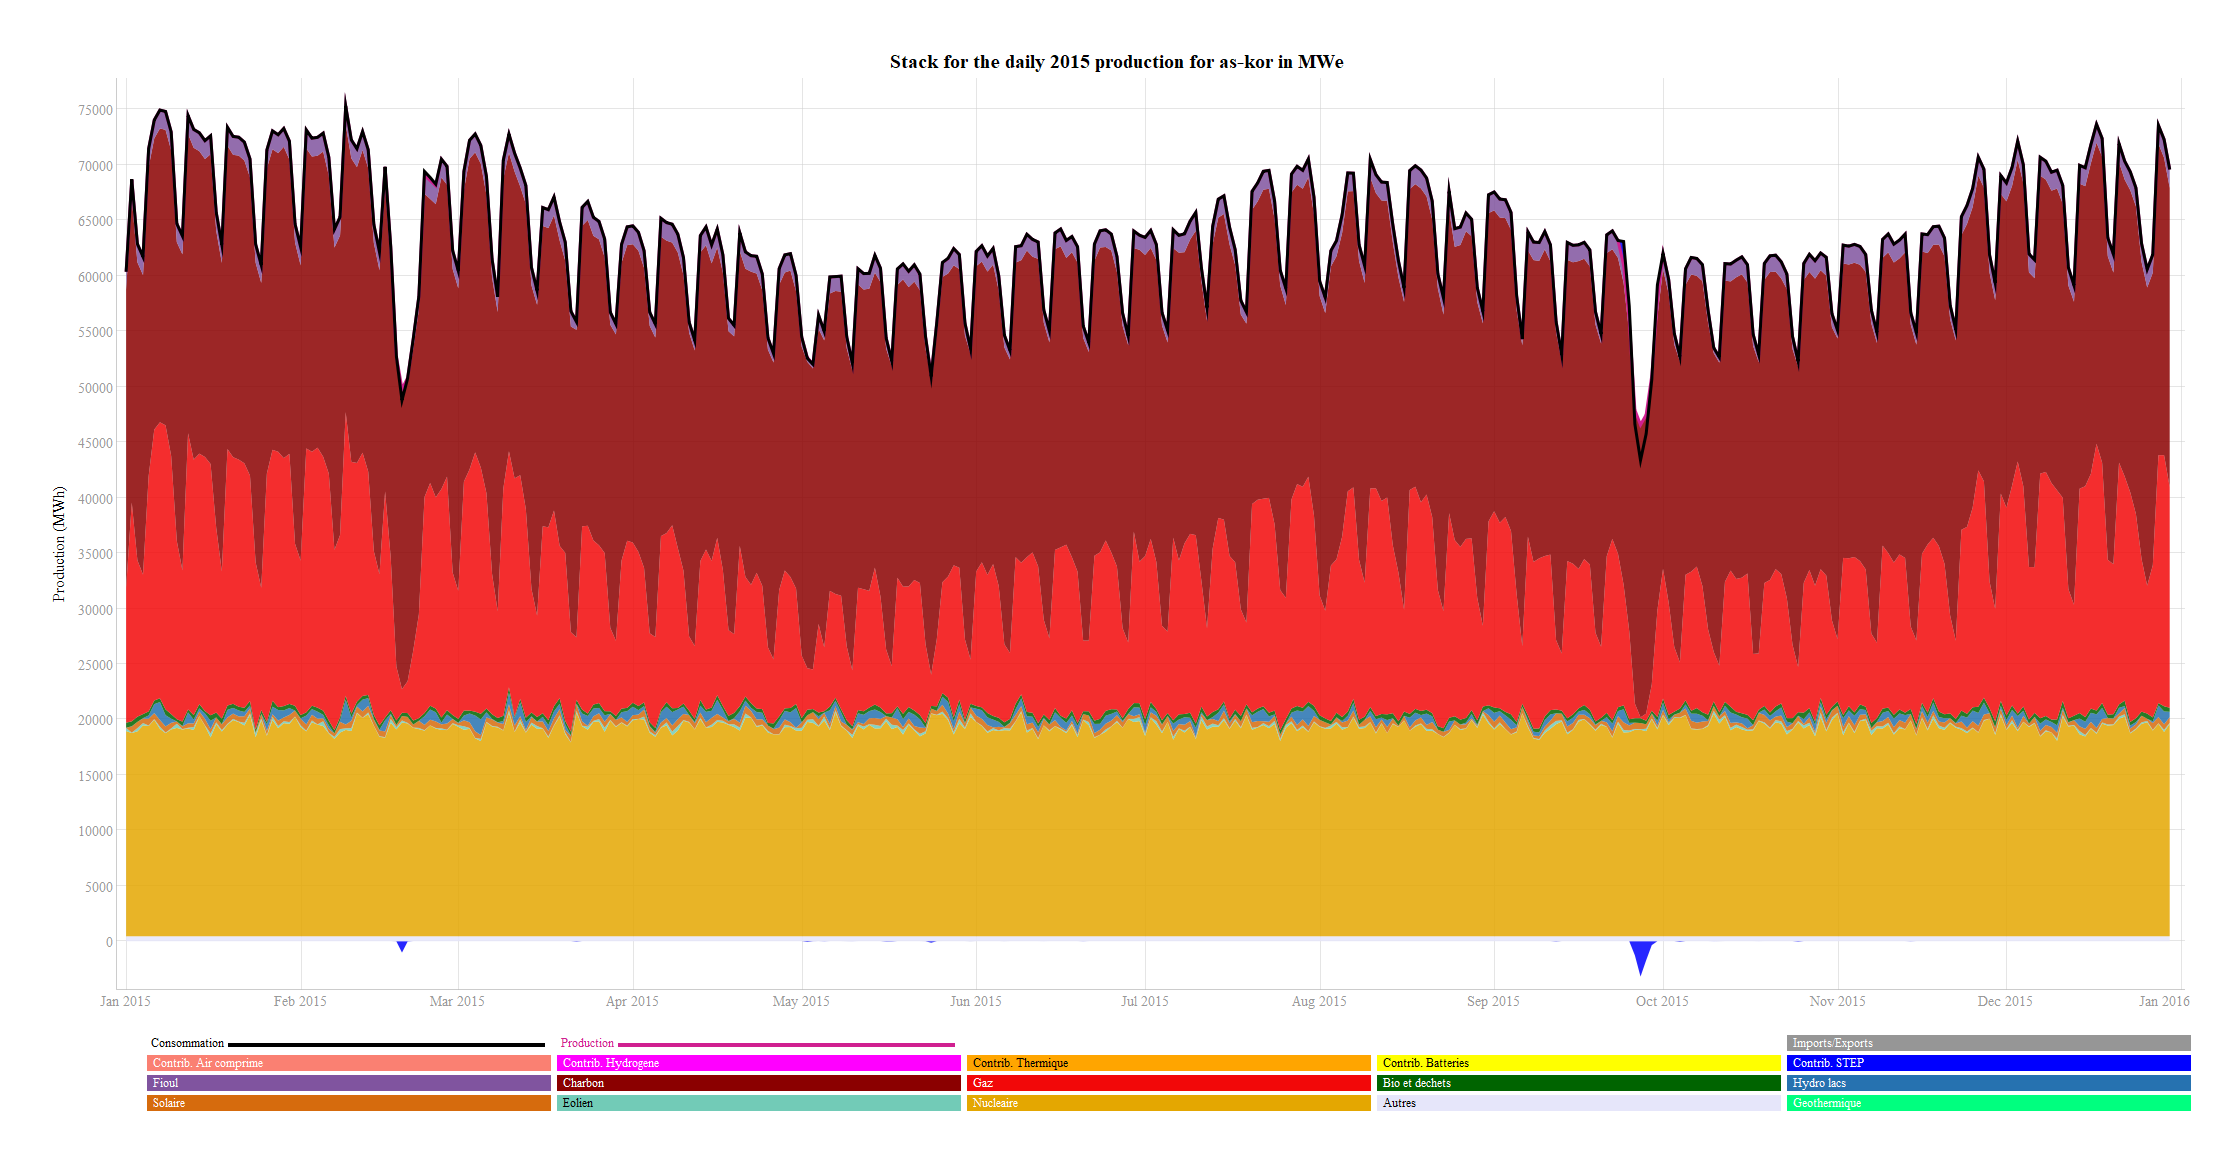 Stack for the daily 2015 production for as-kor in MWe
75000
70000
65000
60000
55000
50000
45000
40000
35000
30000
25000
20000
15000
10000
5000
0
Production (MWh)
Jan 2015 Feb 2015 Mar 2015 Apr 2015 May 2015 Jun 2015 Jul 2015 Aug 2015 Sep 2015 Oct 2015 Nov 2015 Dec 2015 Jan 2016
Consommation Production Imports/Exports
Contrib. Air comprime Contrib. Hydrogene Contrib. Thermique Contrib. Batteries Contrib. STEP
Fioul Charbon Gaz Bio et dechets Hydro lacs
Solaire Eolien Nucleaire Autres Geothermique